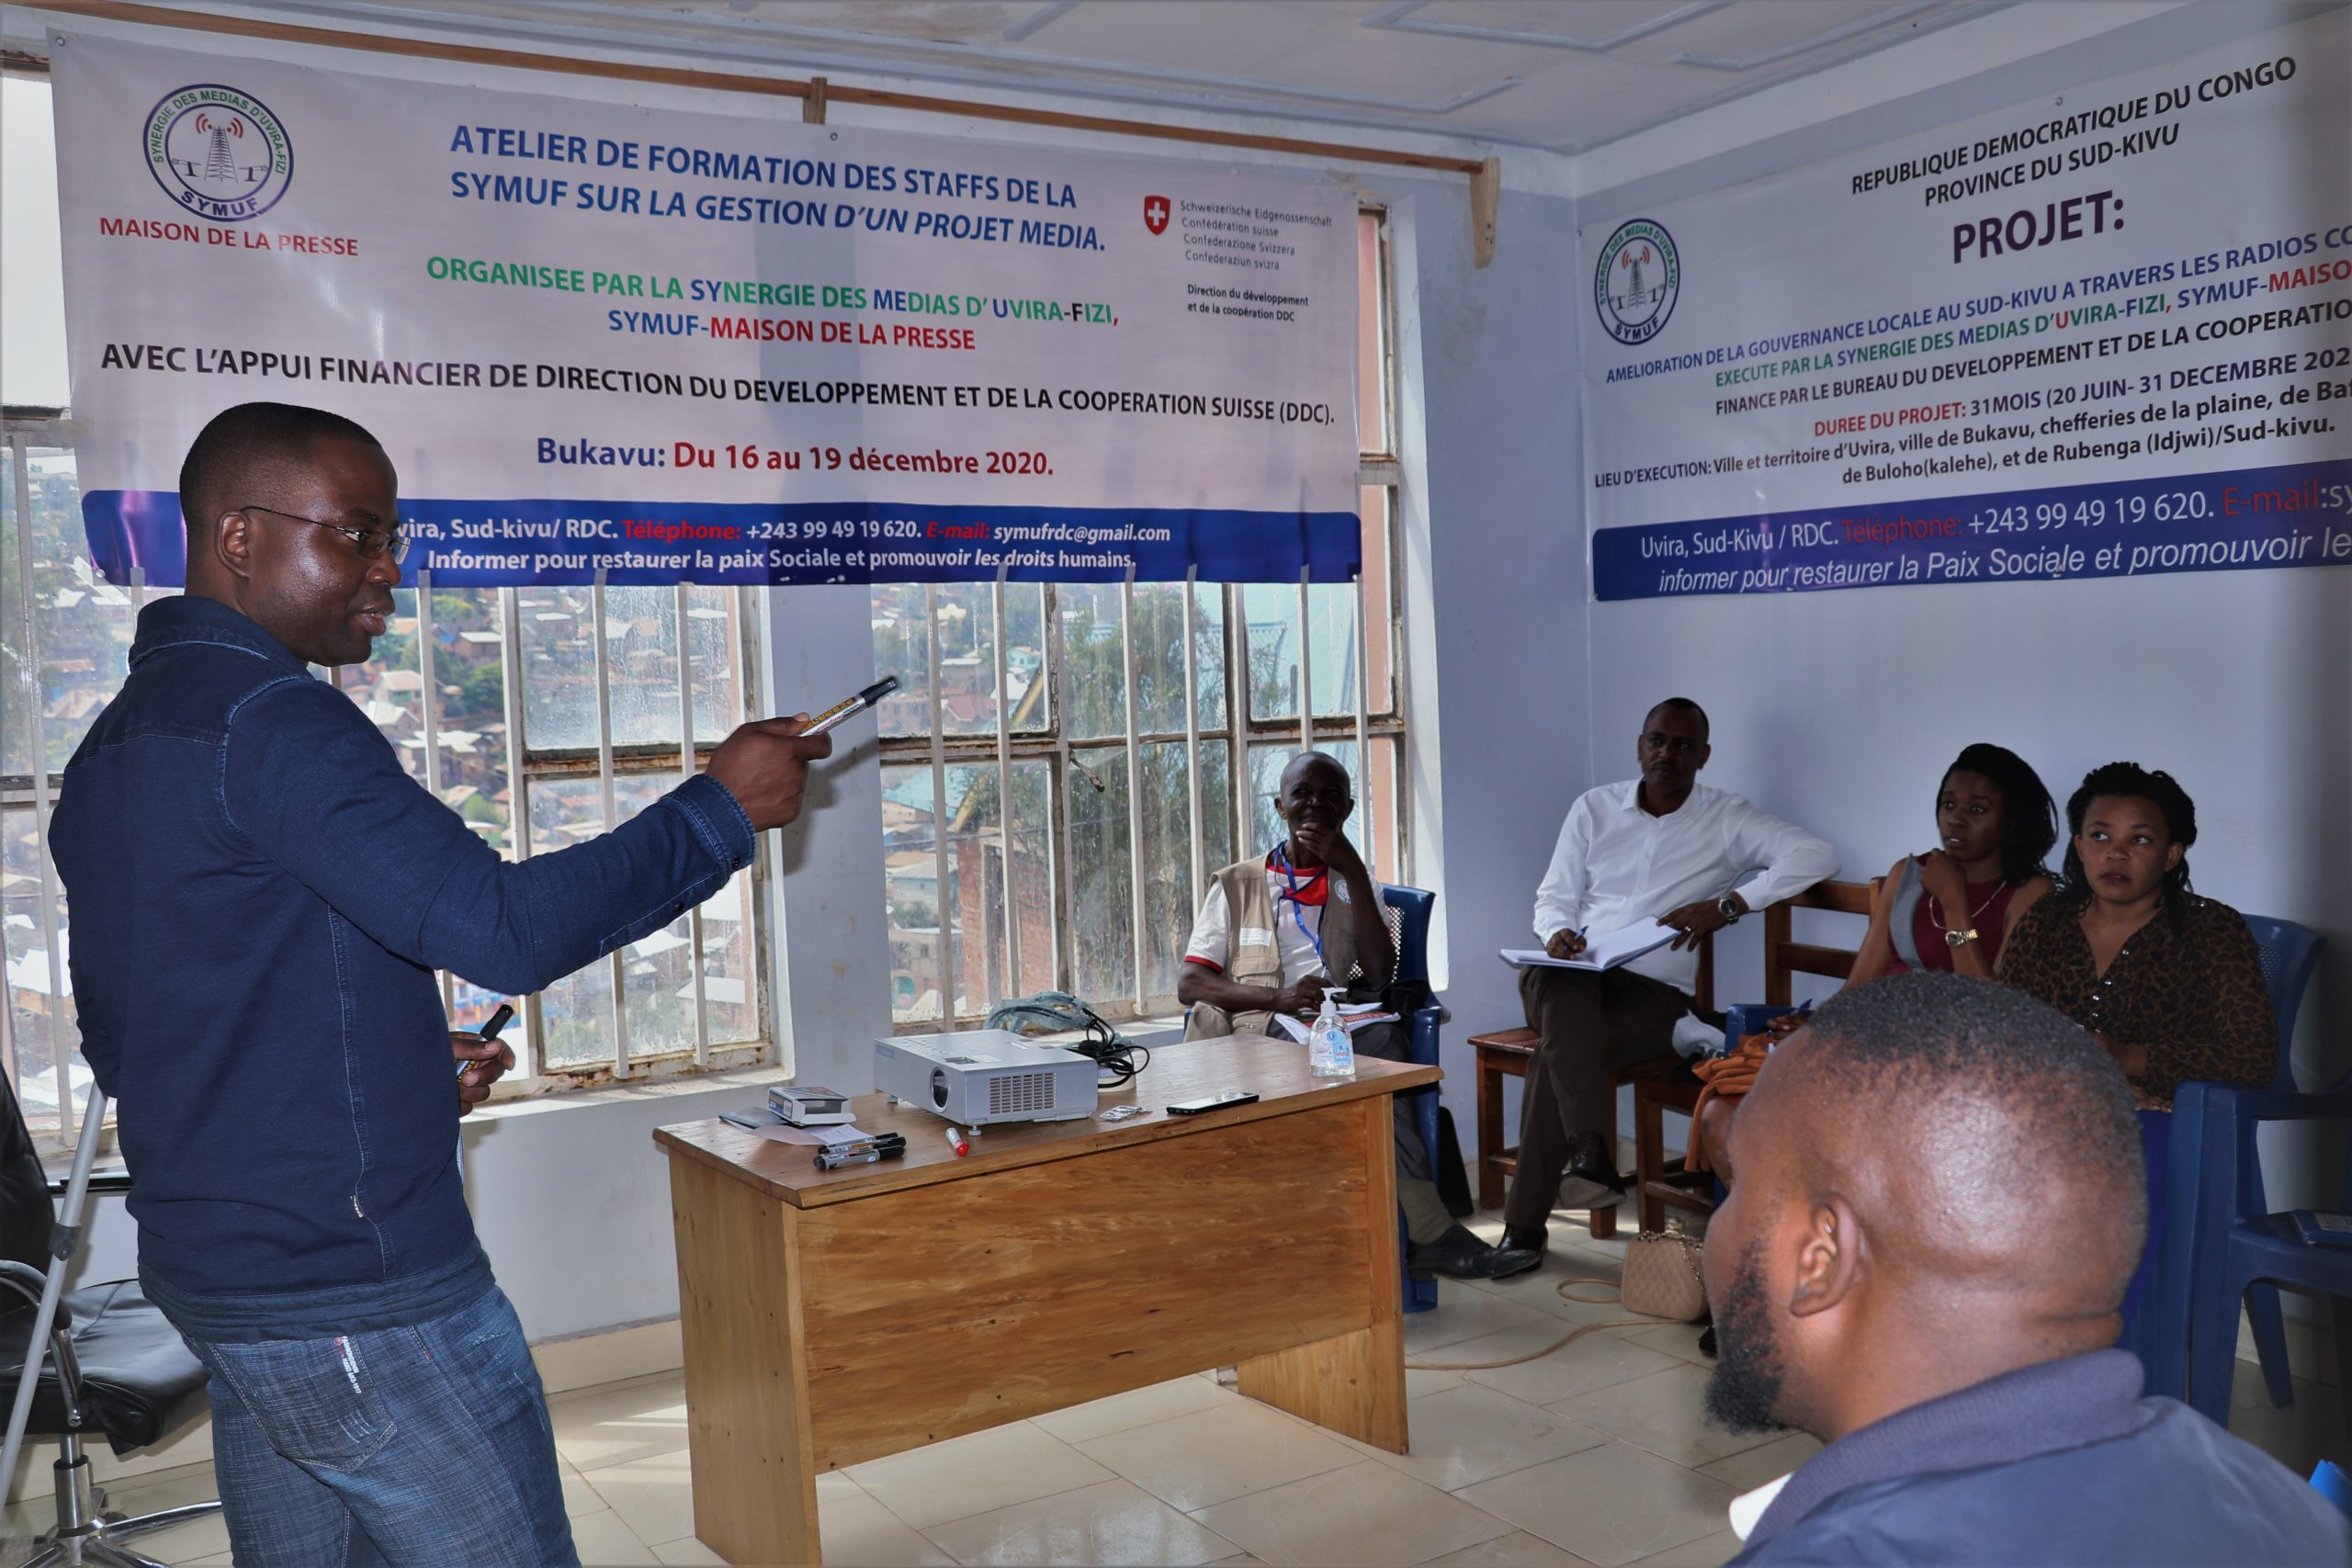 SYNERGIE DES MEDIAS D'UVIRA-FIZI
SYMUF
MAISON DE LA PRESSE
ATELIER DE FORMATION DES STAFFS DE LA
SYMUF SUR LA GESTION D'UN PROJET MEDIA.
Schweizerische Eidgenossenschaft
Confédération suisse
Confederazione Svizzera
Confederaziun svizra
Direction du développement
et de la coopération DDC
ORGANISEE PAR LA SYNERGIE DES MEDIAS D' UVIRA-FIZI,
SYMUF-MAISON DE LA PRESSE
AVEC L'APPUI FINANCIER DE DIRECTION DU DEVELOPPEMENT ET DE LA COOPERATION SUISSE (DDC).
Bukavu: Du 16 au 19 décembre 2020.
vira, Sud-kivu/ RDC. Téléphone: +243 99 49 19 620. E-mail: symufrdc@gmail.com
Informer pour restaurer la paix Sociale et promouvoir les droits humains.
REPUBLIQUE DEMOCRATIQUE DU CONGO
PROVINCE DU SUD-KIVU
PROJET:
SYNERGIE DES MEDIAS D'UVIRA-FIZI
SYMUF
AMELIORATION DE LA GOUVERNANCE LOCALE AU SUD-KIVU A TRAVERS LES RADIOS CO
EXECUTE PAR LA SYNERGIE DES MEDIAS D'UVIRA-FIZI, SYMUF-MAISO
FINANCE PAR LE BUREAU DU DEVELOPPEMENT ET DE LA COOPERATIO
DUREE DU PROJET: 31MOIS (20 JUIN- 31 DECEMBRE 202
LIEU D'EXECUTION: Ville et territoire d'Uvira, ville de Bukavu, chefferies de la plaine, de Baf
de Buloho(kalehe), et de Rubenga (Idjwi)/Sud-kivu.
Uvira, Sud-Kivu / RDC. Téléphone: +243 99 49 19 620. E-mail:sy
informer pour restaurer la Paix Sociale et promouvoir le